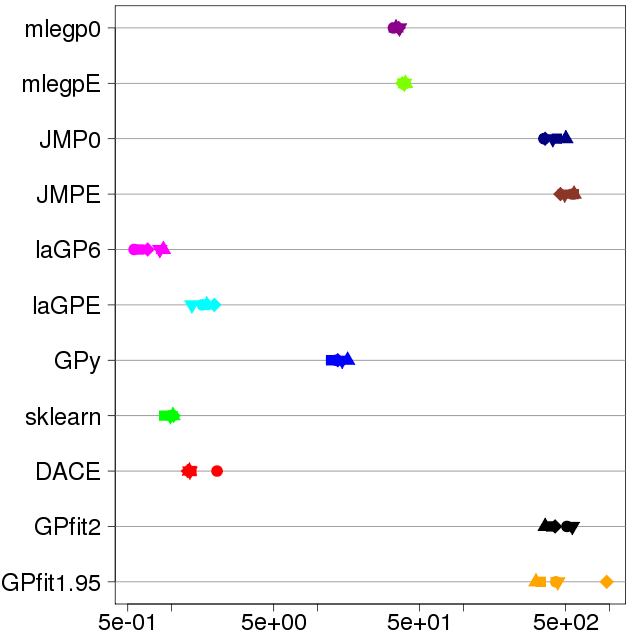 mlegp0
mlegpE
JMP0
JMPE
laGP6
laGPE
GPy
sklearn
DACE
GPfit2
GPfit1.95
5e-01 5e+00 5e+01 5e+02